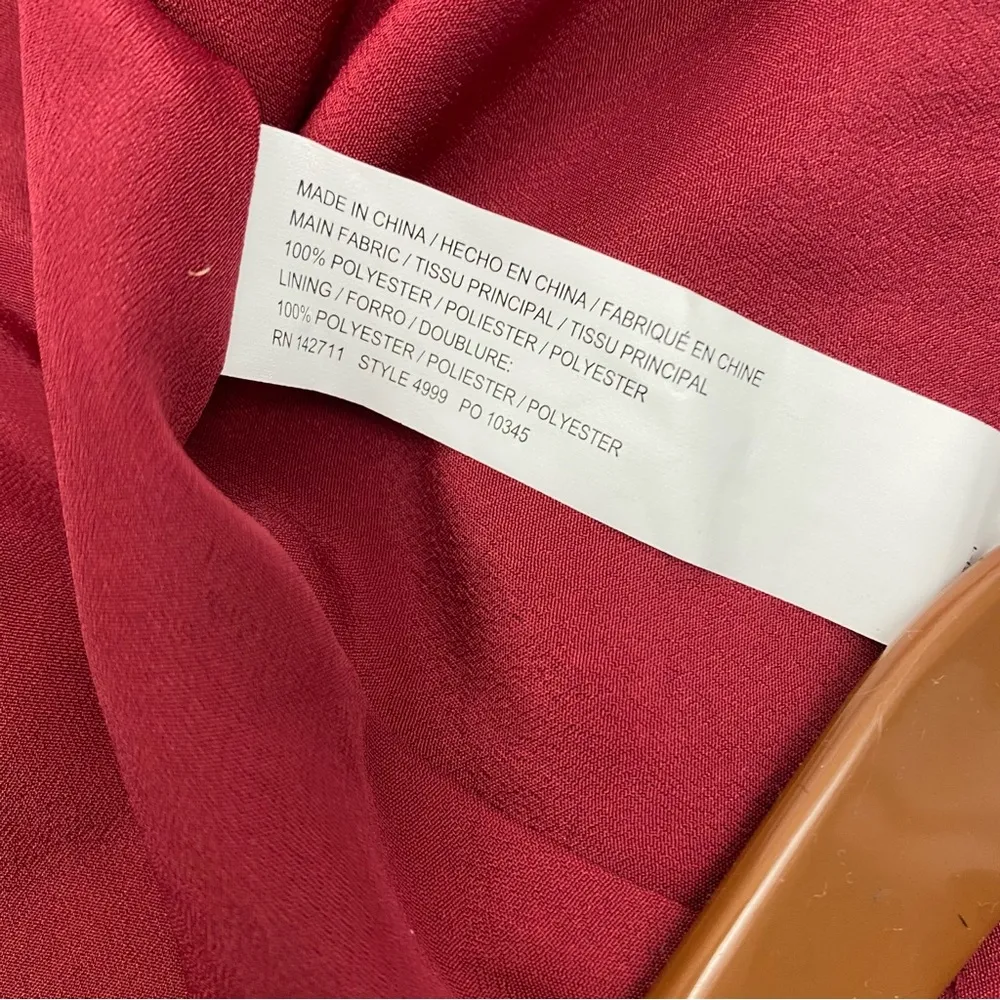 MADE IN CHINA / HECHO EN CHINA / FABRIQUÉ EN CHINE
MAIN FABRIC / TISSU PRINCIPAL / TISSU PRINCIPAL
100% POLYESTER / POLIESTER / POLYESTER
LINING / FORRO / DOUBLURE:
100% POLYESTER / POLIESTER / POLYESTER
RN 142711 STYLE 4999 PO 10345